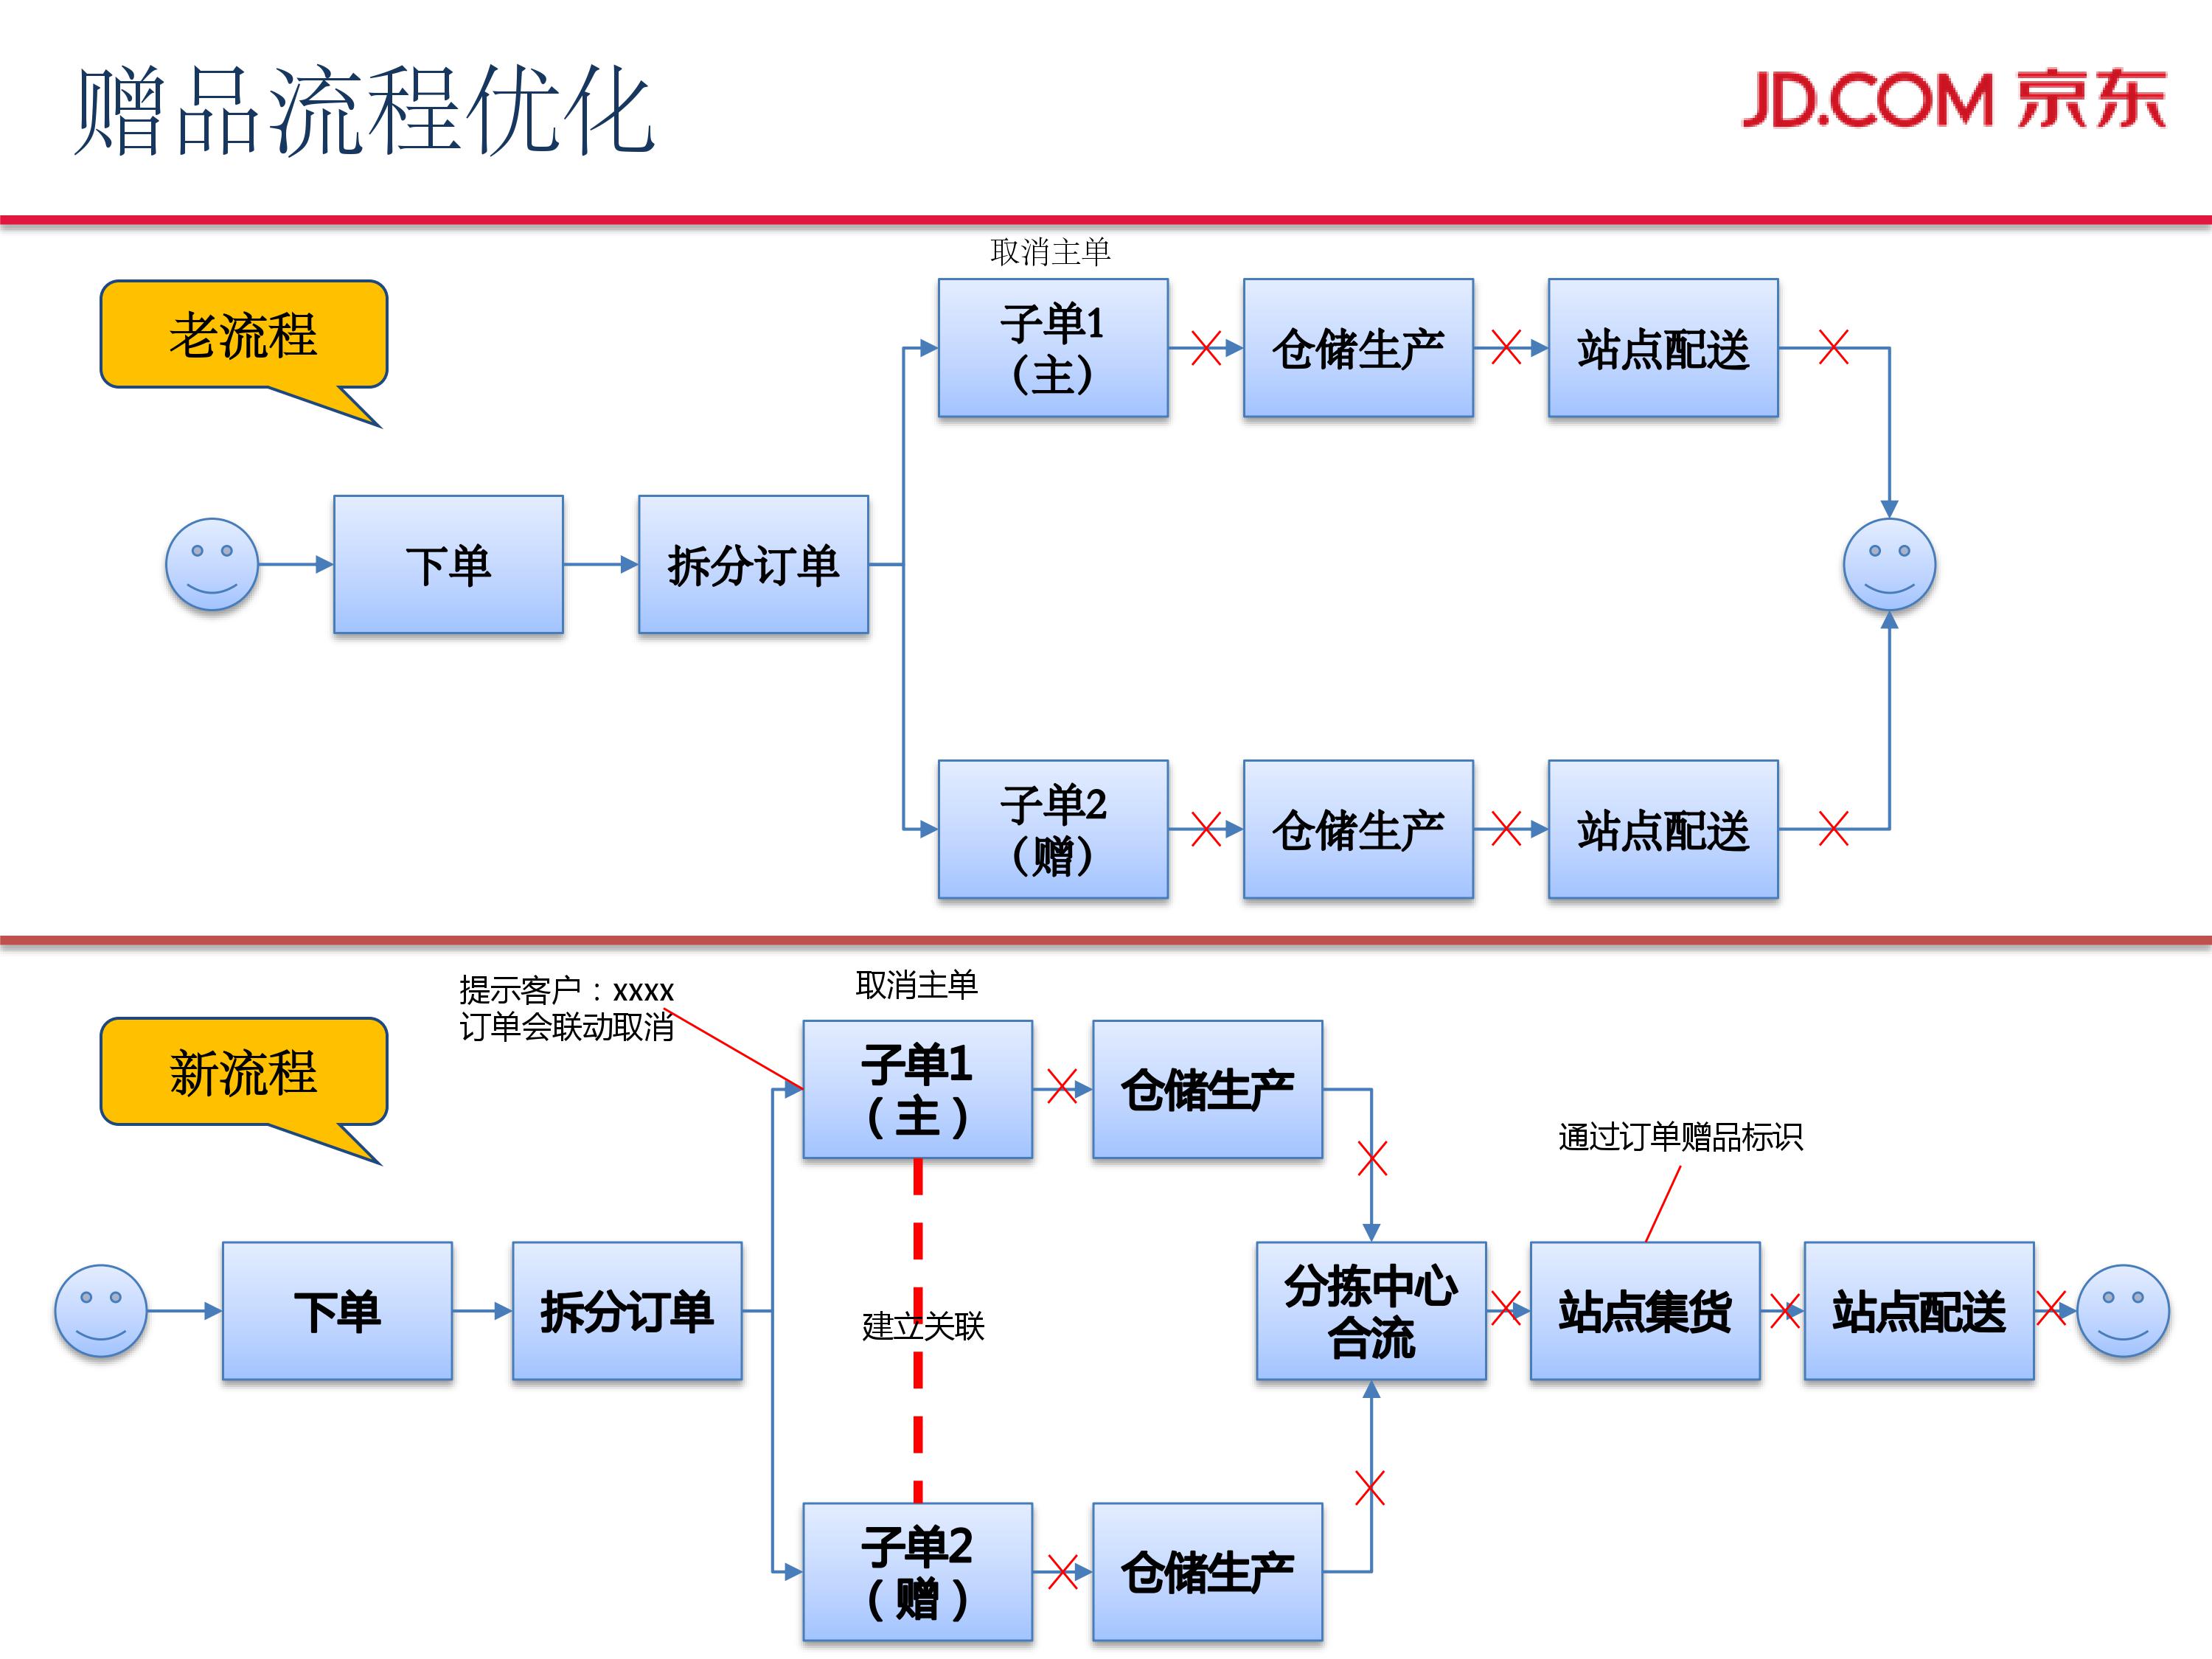 赠品流程优化
JD.COM 京东
取消主单
老流程
子单1
（主）
仓储生产
站点配送
下单
拆分订单
子单2
（赠）
仓储生产
站点配送
提示客户：xxxx
订单会联动取消
取消主单
新流程
子单1
（主）
仓储生产
通过订单赠品标识
下单
拆分订单
建立关联
分拣中心
合流
站点集货
站点配送
子单2
（赠）
仓储生产